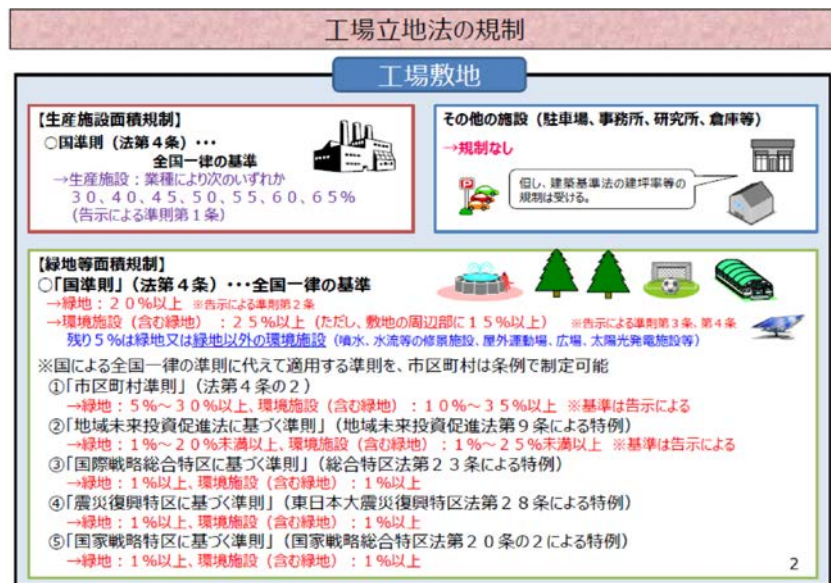 工場立地法の規制
工場敷地
【生産施設面積規制】
○国準則（法第４条）・・・
全国一律の基準
→生産施設：業種により次のいずれか
３０、４０、４５、５０、５５、６０、６５％
（告示による準則第１条）
その他の施設（駐車場、事務所、研究所、倉庫等）
→規制なし
P
但し、建築基準法の建坪率等の
規制は受ける。
【緑地等面積規制】
○「国準則」（法第４条）・・・全国一律の基準
→緑地：２０％以上 ※告示による準則第２条
→環境施設（含む緑地）：２５％以上（ただし、敷地の周辺部に１５％以上） ※告示による準則第３条、第４条
残り５％は緑地又は緑地以外の環境施設（噴水、水流等の修景施設、屋外運動場、広場、太陽光発電施設等）
※国による全国一律の準則に代えて適用する準則を、市区町村は条例で制定可能
①「市区町村準則」（法第４条の２）
→緑地：５％～３０％以上、環境施設（含む緑地）：１０％～３５％以上 ※基準は告示による
②「地域未来投資促進法に基づく準則」（地域未来投資促進法第９条による特例）
→緑地：１％～２０％未満以上、環境施設（含む緑地）：１％～２５％未満以上 ※基準は告示による
③「国際戦略総合特区に基づく準則」（総合特区法第２３条による特例）
→緑地：１％以上、環境施設（含む緑地）：１％以上
④「震災復興特区に基づく準則」（東日本大震災復興特区法第２８条による特例）
→緑地：１％以上、環境施設（含む緑地）：１％以上
⑤「国家戦略特区に基づく準則」（国家戦略総合特区法第２０条の２による特例）
→緑地：１％以上、環境施設（含む緑地）：１％以上
2